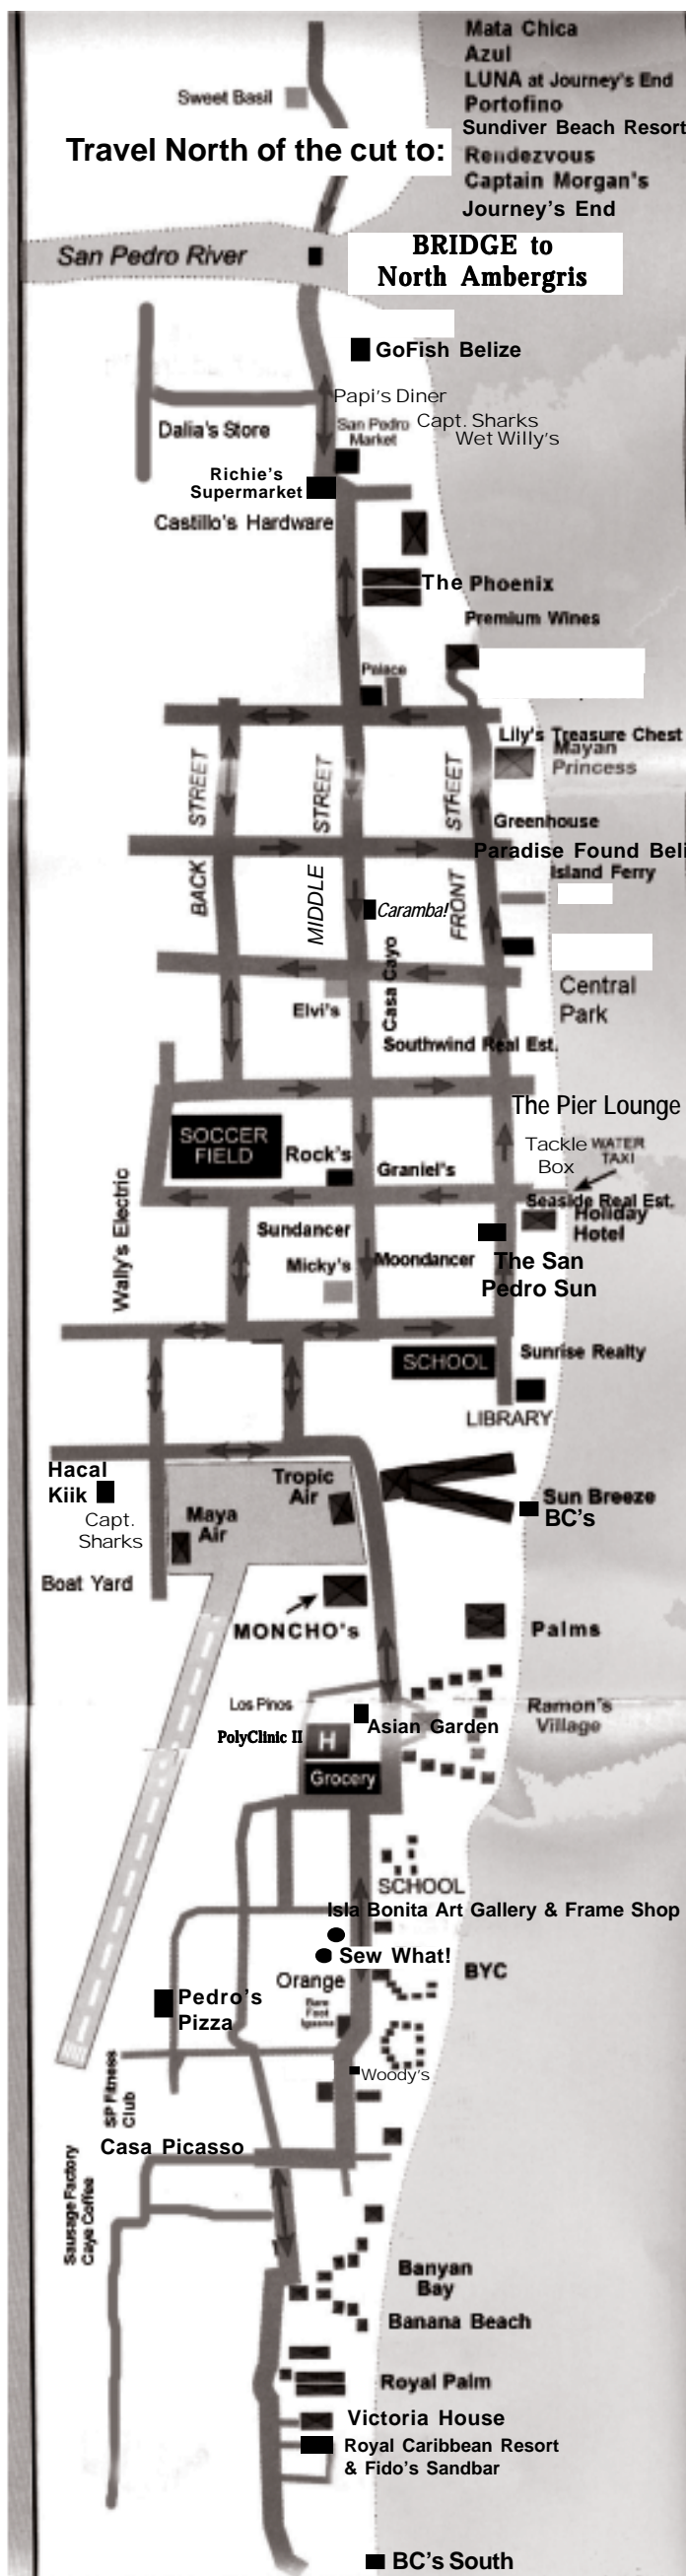 Mata Chica
Azul
LUNA at Journey's End
Portofino
Sundiver Beach Resort
Rendezvous
Captain Morgan's
Journey's End
Sweet Basil
Travel North of the cut to:
San Pedro River
BRIDGE to
North Ambergris
GoFish Belize
Papi's Diner
Dalia's Store
San Pedro
Market
Capt. Sharks
Wet Willy's
Richie's
Supermarket
Castillo's Hardware
The Phoenix
Premium Wines
Palace
Lily's Treasure Chest
Mayan
Princess
BACK STREET
MIDDLE STREET
FRONT STREET
Greenhouse
Paradise Found Beli
Island Ferry
Caramba!
Casa Cayo
Elvi's
Central
Park
Southwind Real Est.
The Pier Lounge
SOCCER
FIELD
Rock's
Graniel's
Tackle
Box
WATER
TAXI
Seaside Real Est.
Holiday
Hotel
Wally's Electric
Sundancer
Micky's
Moondancer
The San
Pedro Sun
SCHOOL
Sunrise Realty
LIBRARY
Hacal
Kiik
Capt.
Sharks
Tropic
Air
Maya
Air
Sun Breeze
BC's
Boat Yard
MONCHO's
Palms
Los Pinos
PolyClinic II
H
Asian Garden
Ramon's
Village
Grocery
SCHOOL
Isla Bonita Art Gallery & Frame Shop
Sew What!
Orange
BYC
Bare
Foot
Iguana
Pedro's
Pizza
Woody's
SP Fitness
Club
Casa Picasso
Sausage Factory
Caye Coffee
Banyan
Bay
Banana Beach
Royal Palm
Victoria House
Royal Caribbean Resort
& Fido's Sandbar
BC's South